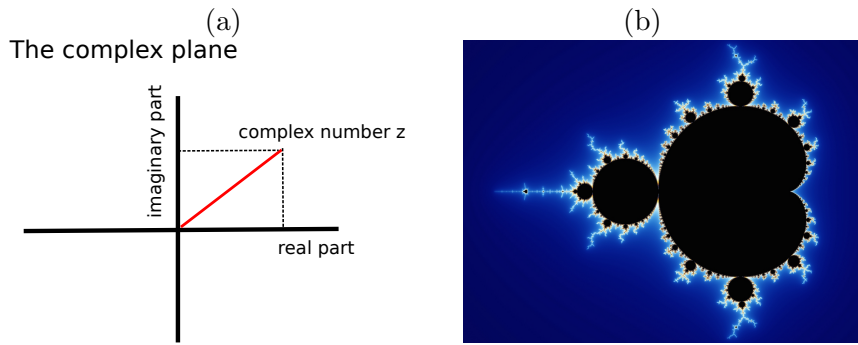 (a)
The complex plane
imaginary part
complex number z
real part
(b)